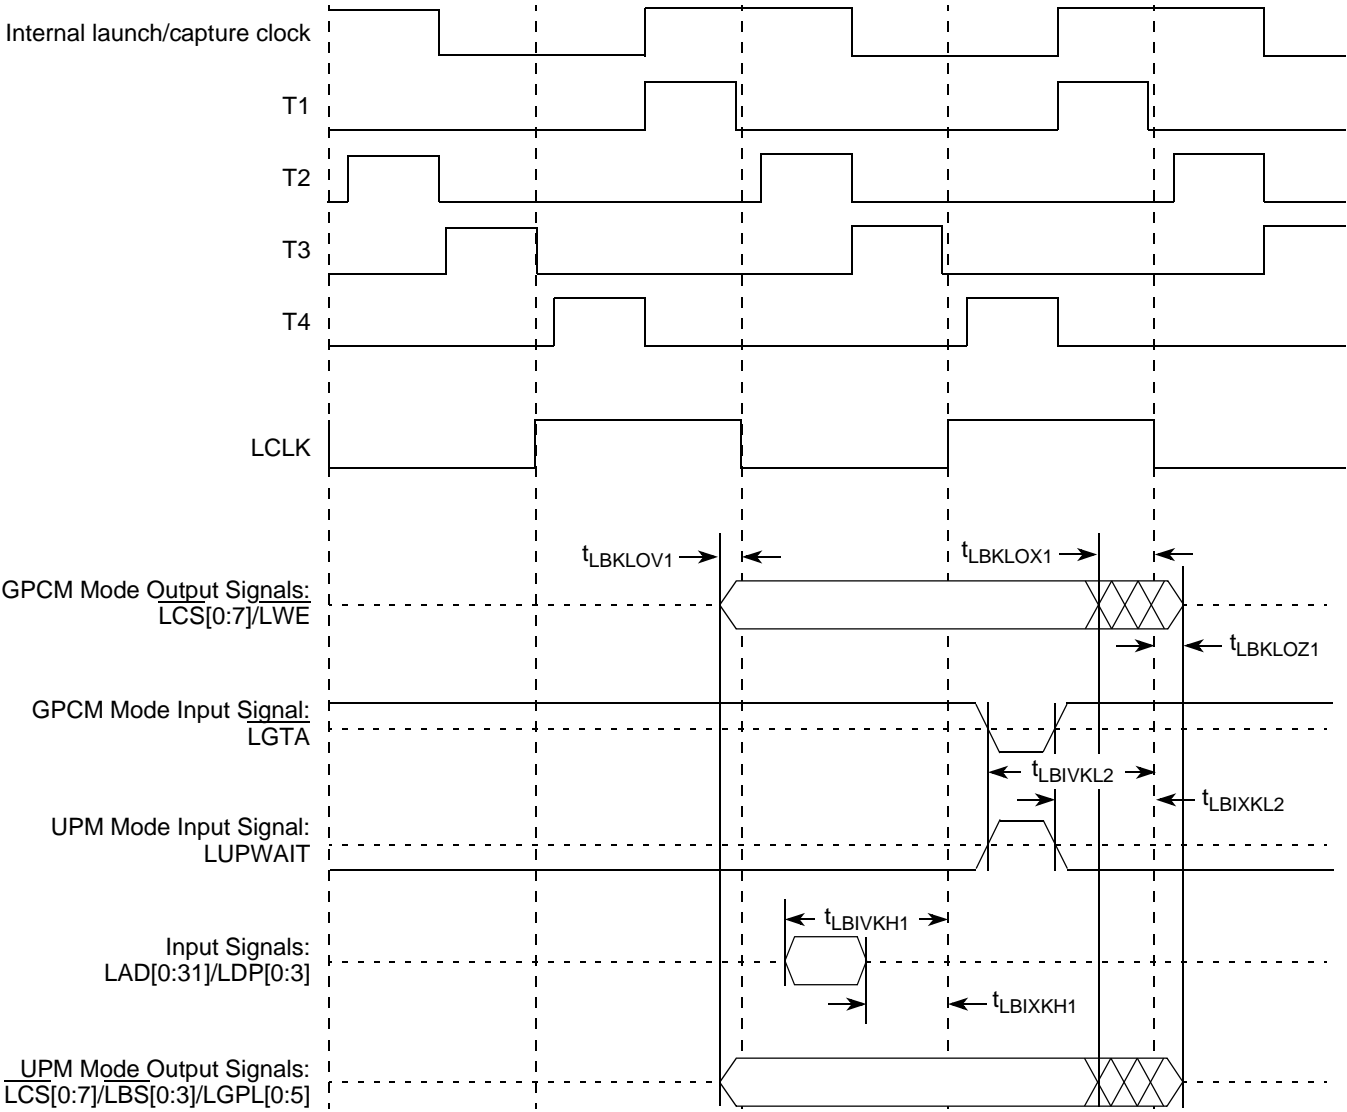 Internal launch/capture clock
T1
T2
T3
T4
LCLK
tLBKLOV1
tLBKLOX1
GPCM Mode Output Signals:
LCS[0:7]/LWE
tLBKLOZ1
GPCM Mode Input Signal:
LGTA
tLBIVKL2
tLBIXKL2
UPM Mode Input Signal:
LUPWAIT
tLBIVKH1
Input Signals:
LAD[0:31]/LDP[0:3]
tLBIXKH1
UPM Mode Output Signals:
LCS[0:7]/LBS[0:3]/LGPL[0:5]